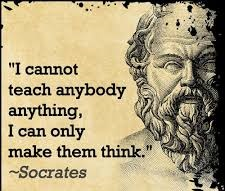 "I cannot
teach anybody
anything,
I can only
make them think."
~Socrates